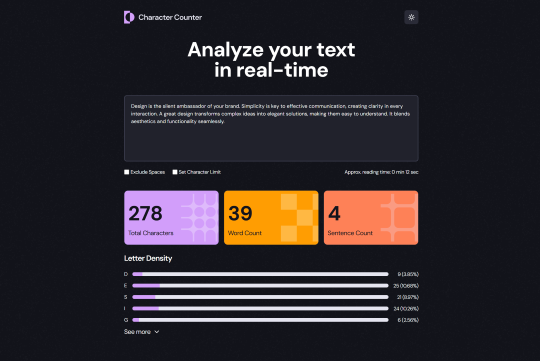 Character Counter
Analyze your text
in real-time
Design is the silent ambassador of your brand. Simplicity is key to effective communication, creating clarity in every
interaction. A great design transforms complex ideas into elegant solutions, making them easy to understand. It blends
aesthetics and functionality seamlessly.
Exclude Spaces
Set Character Limit
Approx. reading time: 0 min 12 sec
278
Total Characters
39
Word Count
4
Sentence Count
Letter Density
D 9 (3.85%)
E 25 (10.68%)
S 21 (8.97%)
I 24 (10.26%)
G 6 (2.56%)
See more